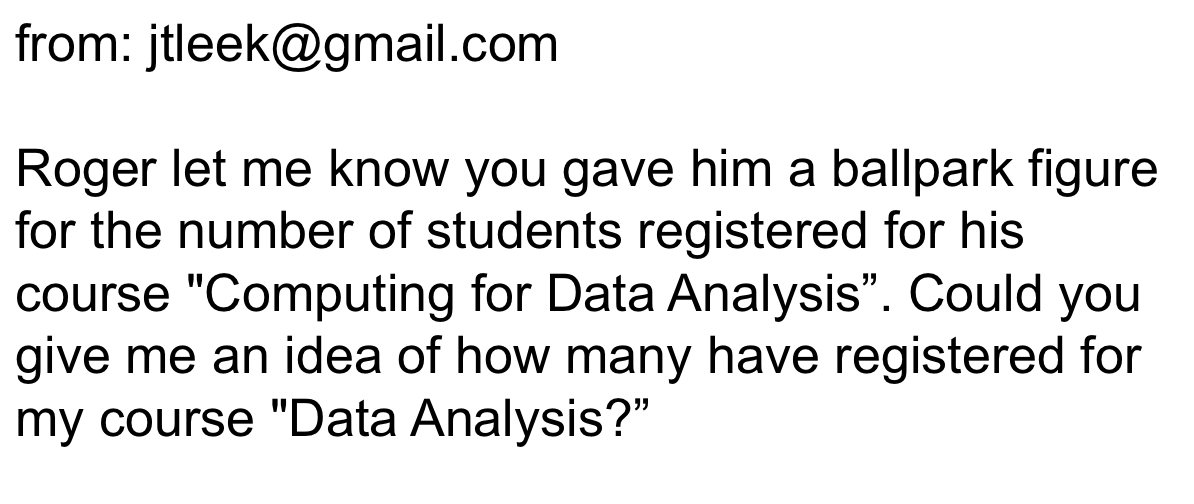 from: jtleek@gmail.com
Roger let me know you gave him a ballpark figure
for the number of students registered for his
course "Computing for Data Analysis”. Could you
give me an idea of how many have registered for
my course "Data Analysis?”